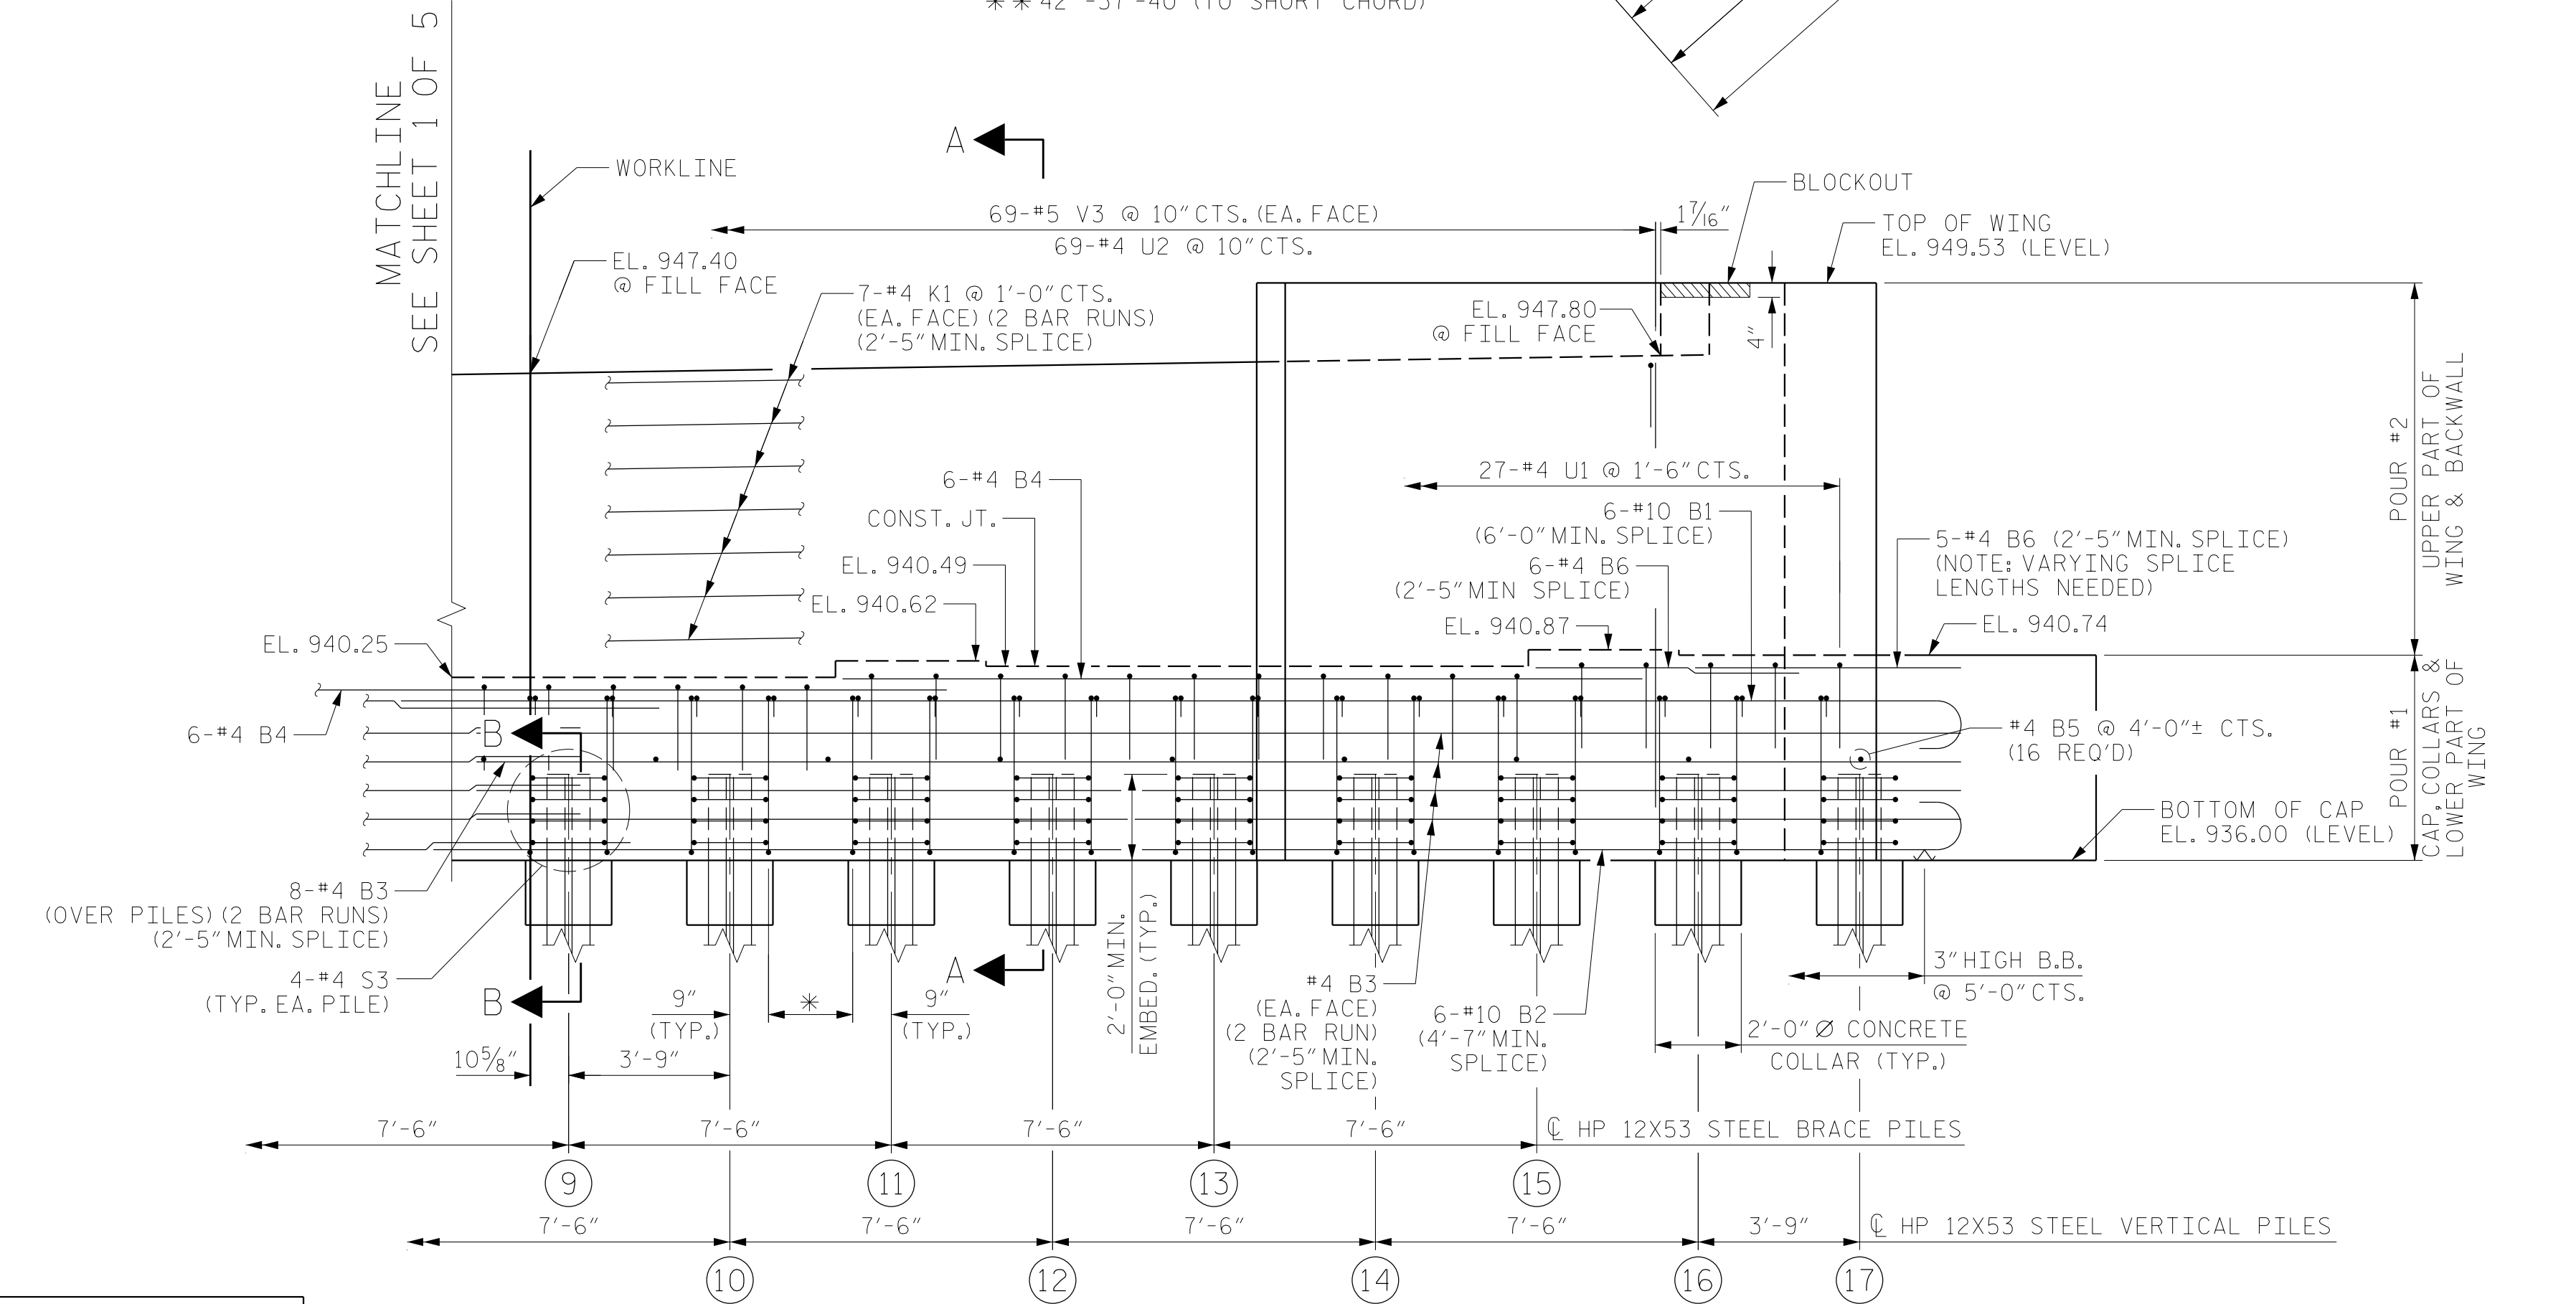 **42°-57'-40" (TO SHORT CHORD)
MATCHLINE
SEE SHEET 1 OF 5
A
WORKLINE
BLOCKOUT
69-#5 V3 @ 10" CTS. (EA. FACE)
69-#4 U2 @ 10" CTS.
1 7/16"
TOP OF WING
EL. 949.53 (LEVEL)
EL. 947.40
@ FILL FACE
7-#4 K1 @ 1'-0" CTS.
(EA. FACE) (2 BAR RUNS)
(2'-5" MIN. SPLICE)
EL. 947.80
@ FILL FACE
4"
POUR #2
UPPER PART OF
WING & BACKWALL
6-#4 B4
CONST. JT.
EL. 940.49
EL. 940.62
27-#4 U1 @ 1'-6" CTS.
6-#10 B1
(6'-0" MIN. SPLICE)
6-#4 B6
(2'-5" MIN SPLICE)
EL. 940.87
5-#4 B6 (2'-5" MIN. SPLICE)
(NOTE: VARYING SPLICE
LENGTHS NEEDED)
EL. 940.74
EL. 940.25
6-#4 B4
B
#4 B5 @ 4'-0"± CTS.
(16 REQ'D)
POUR #1
CAP, COLLARS &
LOWER PART OF
WING
BOTTOM OF CAP
EL. 936.00 (LEVEL)
8-#4 B3
(OVER PILES) (2 BAR RUNS)
(2'-5" MIN. SPLICE)
4-#4 S3
(TYP. EA. PILE)
B
A
9"
(TYP.)
*
9"
(TYP.)
2'-0" MIN.
EMBED. (TYP.)
#4 B3
(EA. FACE)
(2 BAR RUN)
(2'-5" MIN.
SPLICE)
6-#10 B2
(4'-7" MIN.
SPLICE)
3" HIGH B.B.
@ 5'-0" CTS.
2'-0" Ø CONCRETE
COLLAR (TYP.)
10 5/8"
3'-9"
7'-6" 7'-6" 7'-6" 7'-6" ℄ HP 12X53 STEEL BRACE PILES
9 11 13 15
7'-6" 7'-6" 7'-6" 7'-6" 3'-9" ℄ HP 12X53 STEEL VERTICAL PILES
10 12 14 16 17